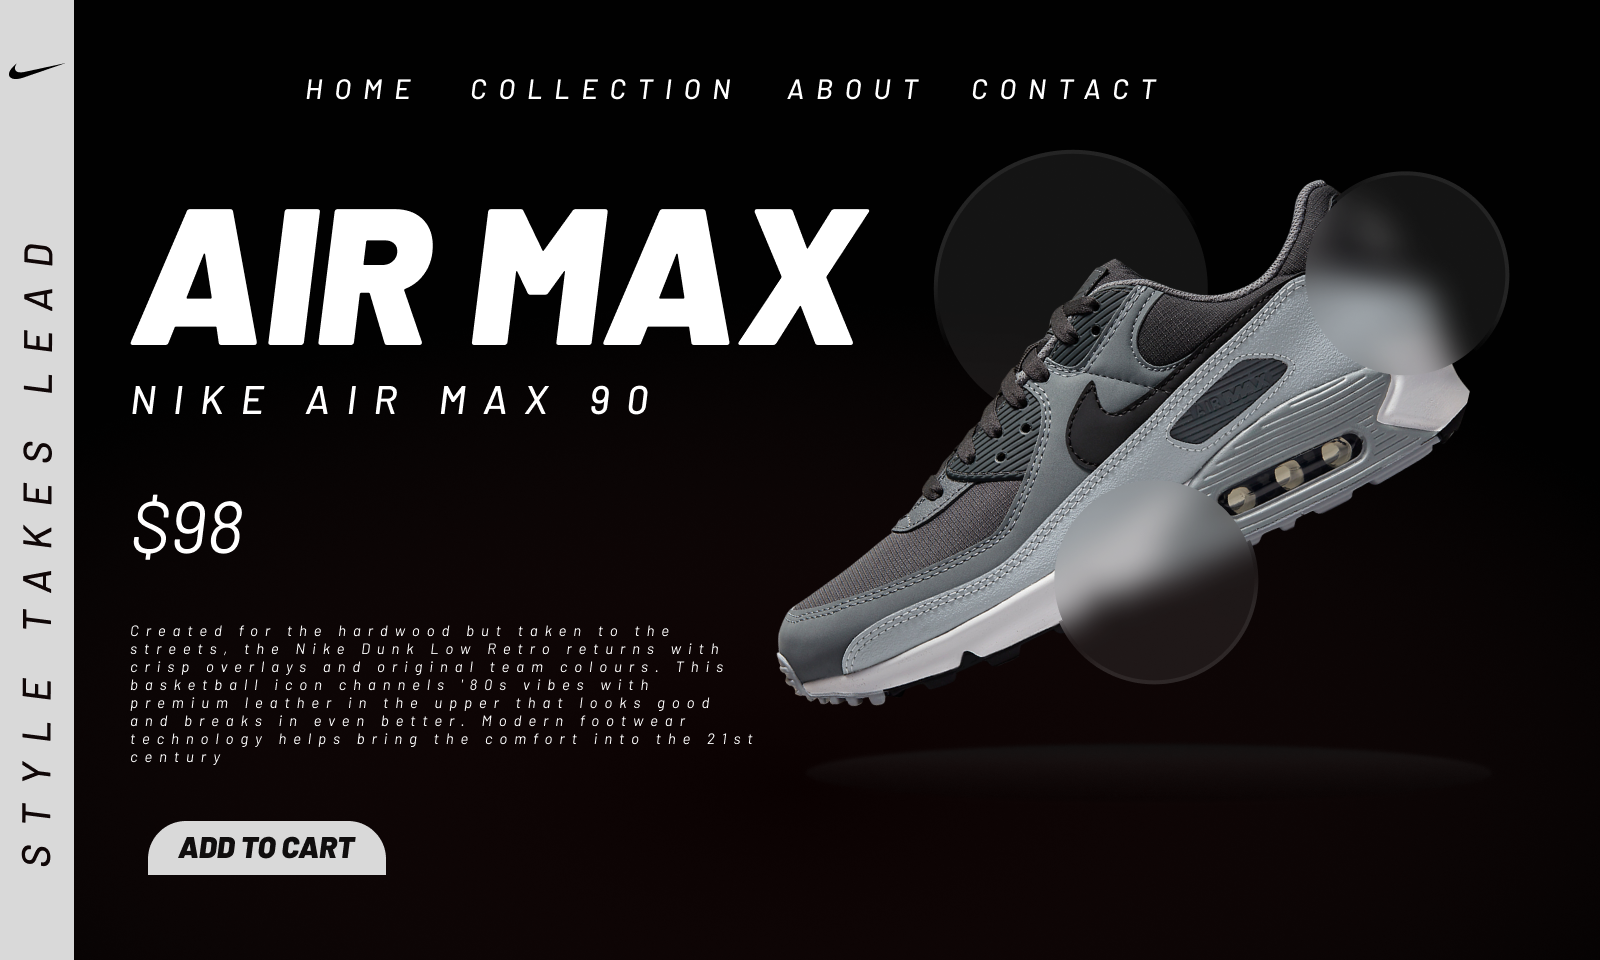 HOME COLLECTION ABOUT CONTACT
STYLE TAKES LEAD
AIR MAX
NIKE AIR MAX 90
$98
Created for the hardwood but taken to the
streets, the Nike Dunk Low Retro returns with
crisp overlays and original team colours. This
basketball icon channels '80s vibes with
premium leather in the upper that looks good
and breaks in even better. Modern footwear
technology helps bring the comfort into the 21st
century
ADD TO CART
AIR MAX